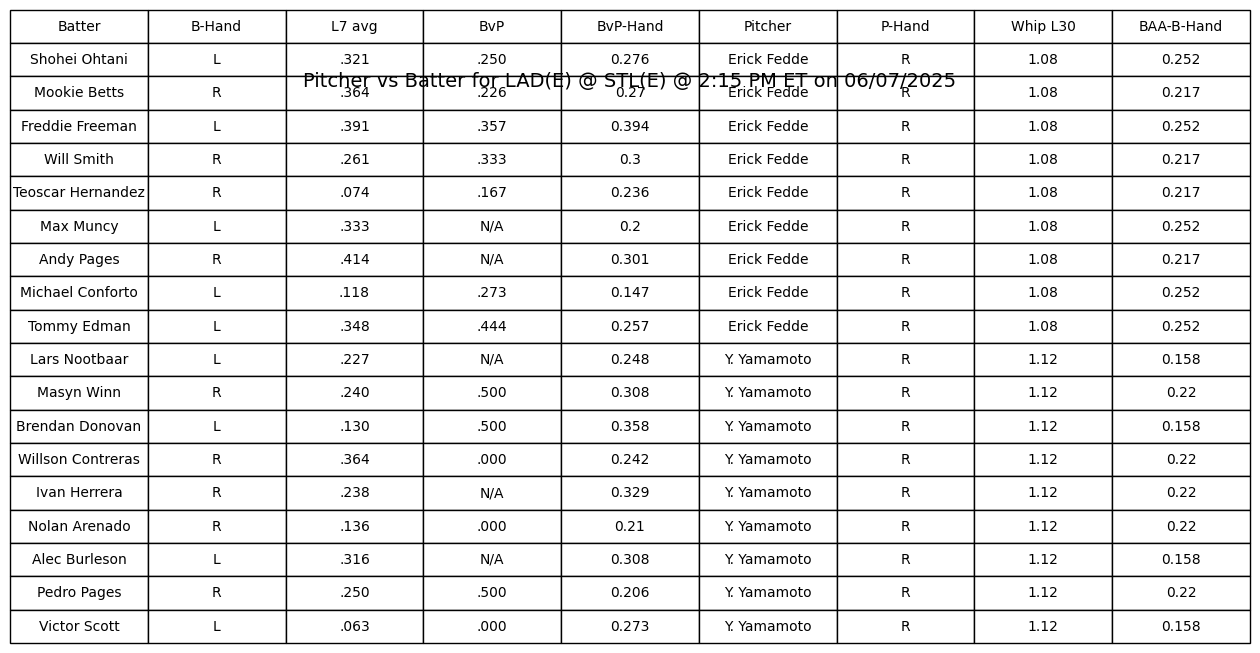 Batter B-Hand L7 avg BvP BvP-Hand Pitcher P-Hand Whip L30 BAA-B-Hand
Shohei Ohtani L .321 .250 0.276 Erick Fedde R 1.08 0.252
Pitcher vs Batter for LAD(E) @ STL(E) @ 2:15 PM ET on 06/07/2025
Mookie Betts R .364 .226 0.27 Erick Fedde R 1.08 0.217
Freddie Freeman L .391 .357 0.394 Erick Fedde R 1.08 0.252
Will Smith R .261 .333 0.3 Erick Fedde R 1.08 0.217
Teoscar Hernandez R .074 .167 0.236 Erick Fedde R 1.08 0.217
Max Muncy L .333 N/A 0.2 Erick Fedde R 1.08 0.252
Andy Pages R .414 N/A 0.301 Erick Fedde R 1.08 0.217
Michael Conforto L .118 .273 0.147 Erick Fedde R 1.08 0.252
Tommy Edman L .348 .444 0.257 Erick Fedde R 1.08 0.252
Lars Nootbaar L .227 N/A 0.248 Y. Yamamoto R 1.12 0.158
Masyn Winn R .240 .500 0.308 Y. Yamamoto R 1.12 0.22
Brendan Donovan L .130 .500 0.358 Y. Yamamoto R 1.12 0.158
Willson Contreras R .364 .000 0.242 Y. Yamamoto R 1.12 0.22
Ivan Herrera R .238 N/A 0.329 Y. Yamamoto R 1.12 0.22
Nolan Arenado R .136 .000 0.21 Y. Yamamoto R 1.12 0.22
Alec Burleson L .316 N/A 0.308 Y. Yamamoto R 1.12 0.158
Pedro Pages R .250 .500 0.206 Y. Yamamoto R 1.12 0.22
Victor Scott L .063 .000 0.273 Y. Yamamoto R 1.12 0.158